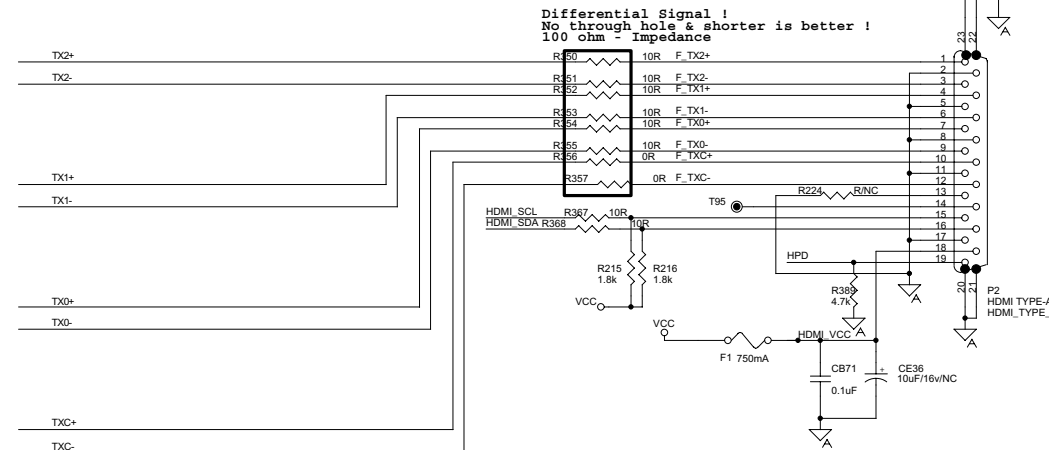 Differential Signal !
No through hole & shorter is better !
100 ohm - Impedance
23
22
A
TX2+ R350 10R F_TX2+ 1
2
TX2- R351 10R F_TX2- 3
R352 10R F_TX1+ 4
5
R353 10R F_TX1- 6
R354 10R F_TX0+ 7
8
R355 10R F_TX0- 9
R356 0R F_TXC+ 10
11
TX1+ R357 0R F_TXC- 12
R224 R/NC 13
TX1- T95 14
HDMI_SCL R367 10R 15
HDMI_SDA R368 10R 16
17
18
HPD 19
R215 R216
1.8k 1.8k
20
21
A
R389
4.7k
P2
HDMI TYPE-A
HDMI_TYPE_
TX0+ VCC
A
TX0- VCC HDMI_VCC
A
F1 750mA
CB71
0.1uF
CE36
10uF/16v/NC
+
TXC+
A
TXC-